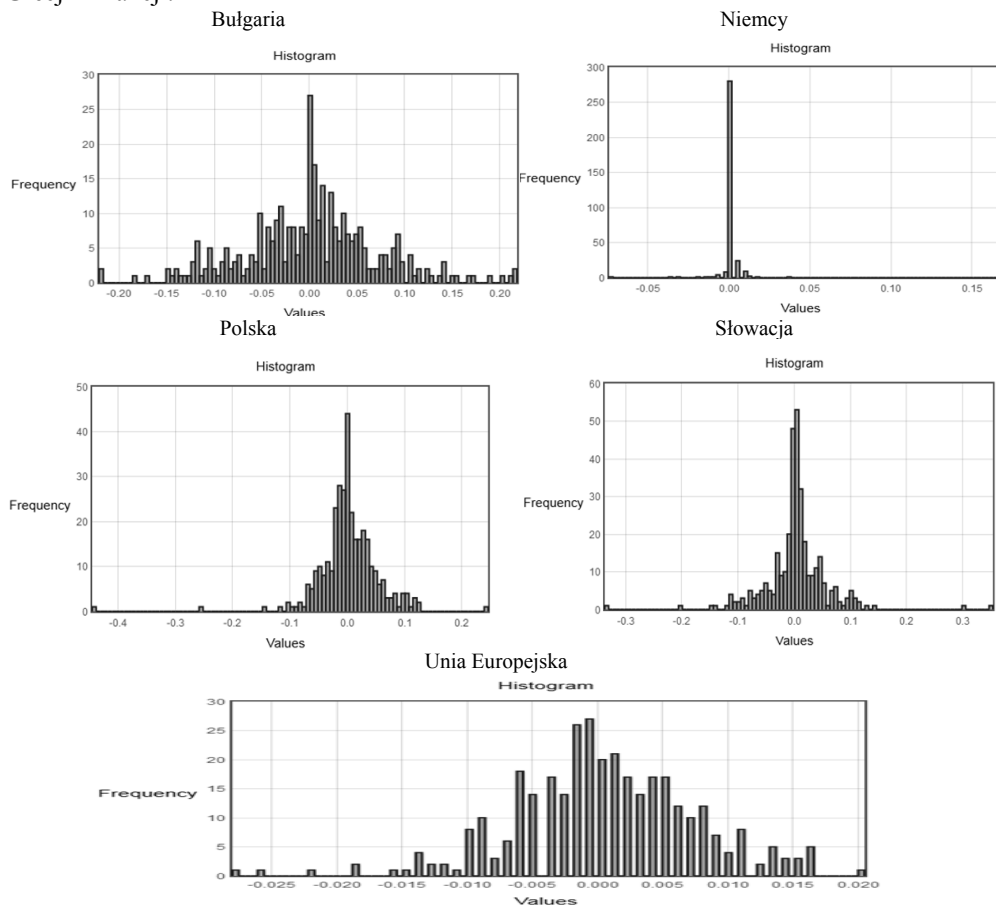 Bułgaria
Niemcy
Histogram
Histogram
30
25
20
15
10
5
0
Frequency
-0.20 -0.15 -0.10 -0.05 0.00 0.05 0.10 0.15 0.20
Values
300
250
200
150
100
50
0
Frequency
-0.05 0.00 0.05 0.10 0.15
Values
Polska
Słowacja
Histogram
Histogram
50
40
30
20
10
0
Frequency
-0.4 -0.3 -0.2 -0.1 0.0 0.1 0.2
Values
60
50
40
30
20
10
0
Frequency
-0.3 -0.2 -0.1 0.0 0.1 0.2 0.3
Values
Unia Europejska
Histogram
30
25
20
15
10
5
0
Frequency
-0.025 -0.020 -0.015 -0.010 -0.005 0.000 0.005 0.010 0.015 0.020
Values